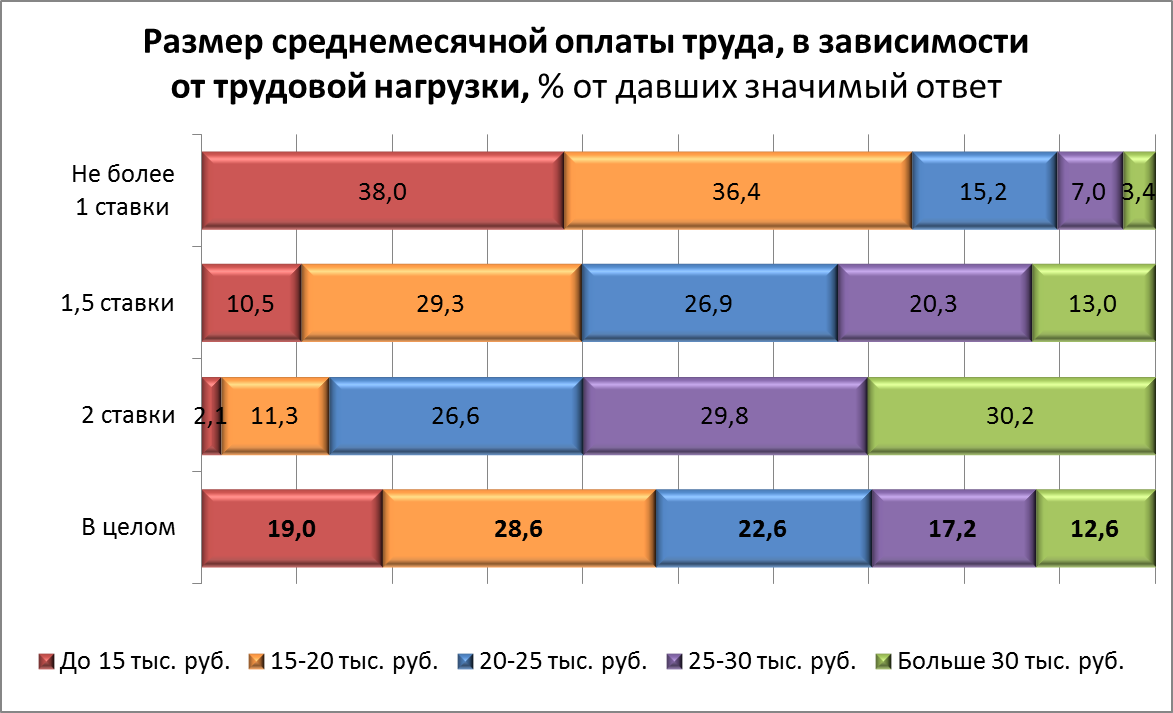 Размер среднемесячной оплаты труда, в зависимости
от трудовой нагрузки, % от давших значимый ответ
Не более
1 ставки
38,0 36,4 15,2 7,0 3,4
1,5 ставки 10,5 29,3 26,9 20,3 13,0
2 ставки 2,1 11,3 26,6 29,8 30,2
В целом 19,0 28,6 22,6 17,2 12,6
До 15 тыс. руб. 15-20 тыс. руб. 20-25 тыс. руб. 25-30 тыс. руб. Больше 30 тыс. руб.